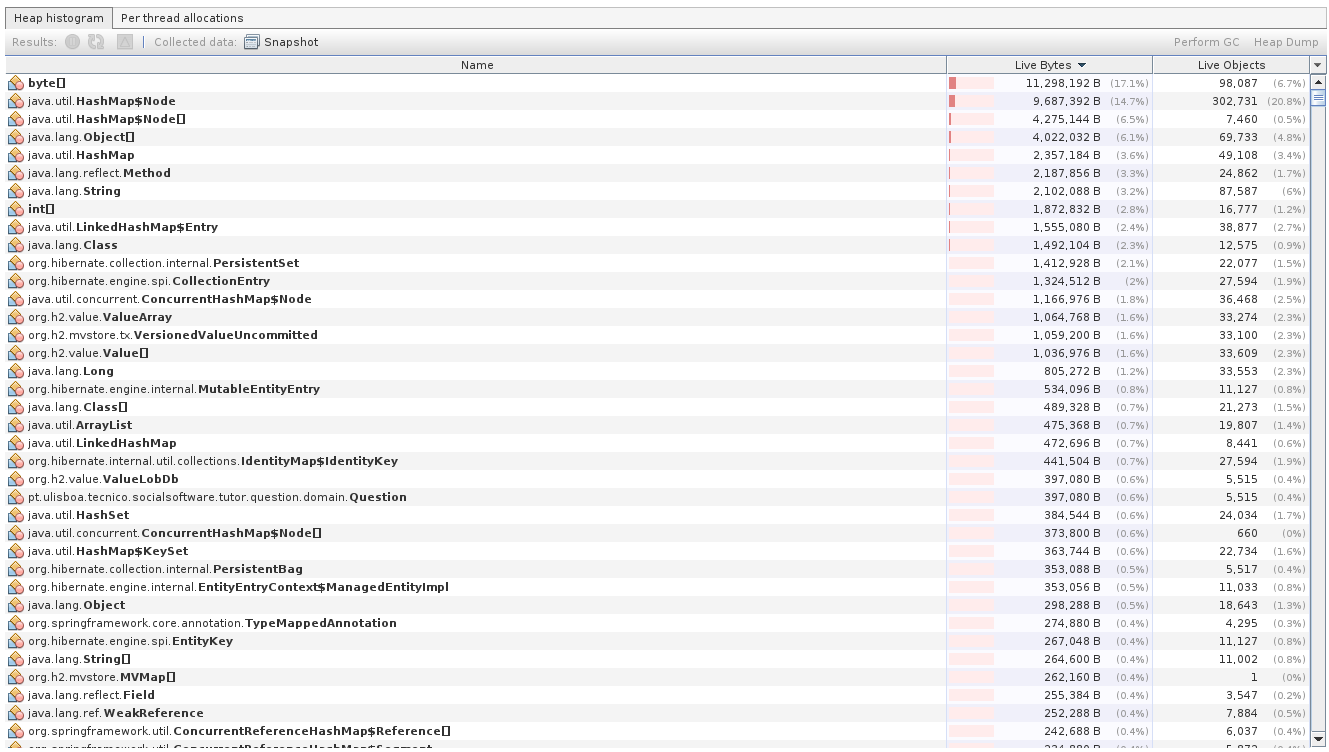 Heap histogram Per thread allocations
Results: Collected data: Snapshot Perform GC Heap Dump
Name Live Bytes Live Objects
byte[] 11,298,192 B (17.1%) 98,087 (6.7%)
java.util.HashMap$Node 9,687,392 B (14.7%) 302,731 (20.8%)
java.util.HashMap$Node[] 4,275,144 B (6.5%) 7,460 (0.5%)
java.lang.Object[] 4,022,032 B (6.1%) 69,733 (4.8%)
java.util.HashMap 2,357,184 B (3.6%) 49,108 (3.4%)
java.lang.reflect.Method 2,187,856 B (3.3%) 24,862 (1.7%)
java.lang.String 2,102,088 B (3.2%) 87,587 (6%)
int[] 1,872,832 B (2.8%) 16,777 (1.2%)
java.util.LinkedHashMap$Entry 1,555,080 B (2.4%) 38,877 (2.7%)
java.lang.Class 1,492,104 B (2.3%) 12,575 (0.9%)
org.hibernate.collection.internal.PersistentSet 1,412,928 B (2.1%) 22,077 (1.5%)
org.hibernate.engine.spi.CollectionEntry 1,324,512 B (2%) 27,594 (1.9%)
java.util.concurrent.ConcurrentHashMap$Node 1,166,976 B (1.8%) 36,468 (2.5%)
org.h2.value.ValueArray 1,064,768 B (1.6%) 33,274 (2.3%)
org.h2.mvstore.tx.VersionedValueUncommitted 1,059,200 B (1.6%) 33,100 (2.3%)
org.h2.value.Value[] 1,036,976 B (1.6%) 33,609 (2.3%)
java.lang.Long 805,272 B (1.2%) 33,553 (2.3%)
org.hibernate.engine.internal.MutableEntityEntry 534,096 B (0.8%) 11,127 (0.8%)
java.lang.Class[] 489,328 B (0.7%) 21,273 (1.5%)
java.util.ArrayList 475,368 B (0.7%) 19,807 (1.4%)
java.util.LinkedHashMap 472,696 B (0.7%) 8,441 (0.6%)
org.hibernate.internal.util.collections.IdentityMap$IdentityKey 441,504 B (0.7%) 27,594 (1.9%)
org.h2.value.ValueLobDb 397,080 B (0.6%) 5,515 (0.4%)
pt.ulisboa.tecnico.socialsoftware.tutor.question.domain.Question 397,080 B (0.6%) 5,515 (0.4%)
java.util.HashSet 384,544 B (0.6%) 24,034 (1.7%)
java.util.concurrent.ConcurrentHashMap$Node[] 373,800 B (0.6%) 660 (0%)
java.util.HashMap$KeySet 363,744 B (0.6%) 22,734 (1.6%)
org.hibernate.collection.internal.PersistentBag 353,088 B (0.5%) 5,517 (0.4%)
org.hibernate.engine.internal.EntityEntryContext$ManagedEntityImpl 353,056 B (0.5%) 11,033 (0.8%)
java.lang.Object 298,288 B (0.5%) 18,643 (1.3%)
org.springframework.core.annotation.TypeMappedAnnotation 274,880 B (0.4%) 4,295 (0.3%)
org.hibernate.engine.spi.EntityKey 267,048 B (0.4%) 11,127 (0.8%)
java.lang.String[] 264,600 B (0.4%) 11,002 (0.8%)
org.h2.mvstore.MVMap[] 262,160 B (0.4%) 1 (0%)
java.lang.reflect.Field 255,384 B (0.4%) 3,547 (0.2%)
java.lang.ref.WeakReference 252,288 B (0.4%) 7,884 (0.5%)
org.springframework.util.ConcurrentReferenceHashMap$Reference[] 242,688 B (0.4%) 6,037 (0.4%)
org.springframework.util.ConcurrentReferenceHashMap$Segment